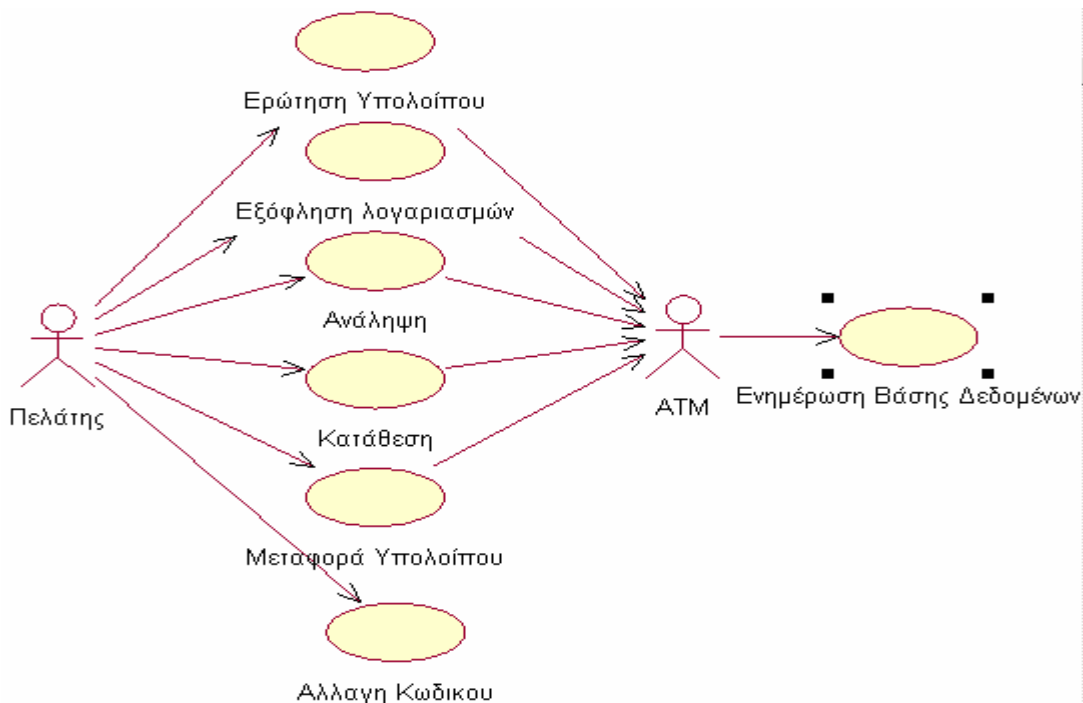 Ερώτηση Υπολοίπου
Εξόφληση λογαριασμών
Ανάληψη
Πελάτης
ATM
Ενημέρωση Βάσης Δεδομένων
Κατάθεση
Μεταφορά Υπολοίπου
Αλλαγη Κωδικου